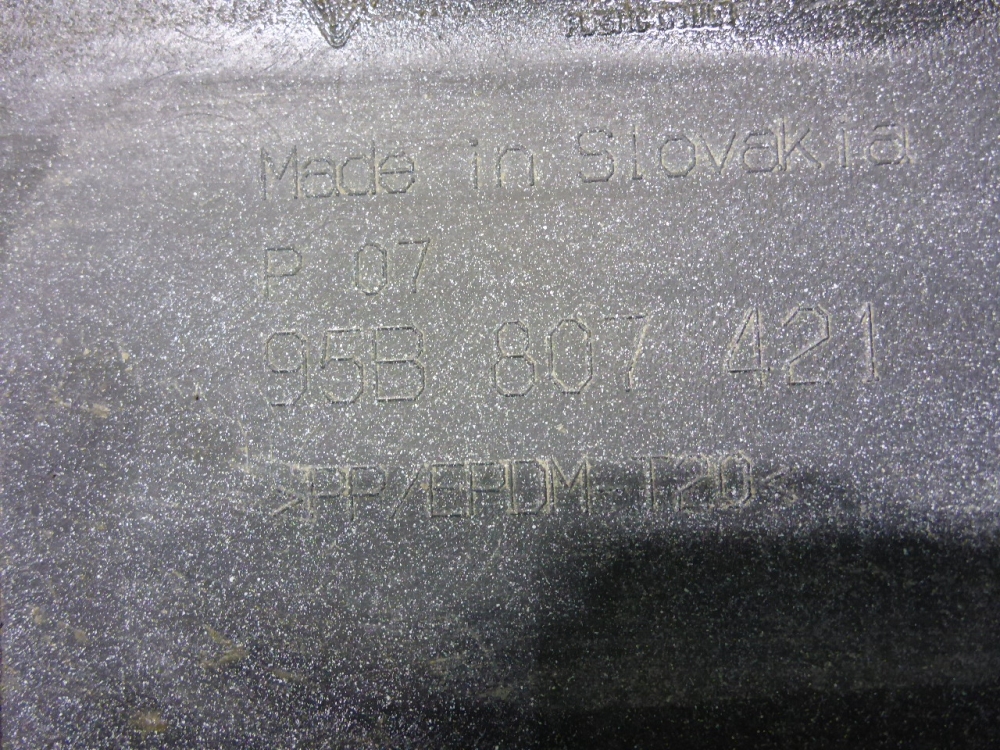 Made in Slovakia
P 07
95B 807 421
>PP/EPDM-T20<